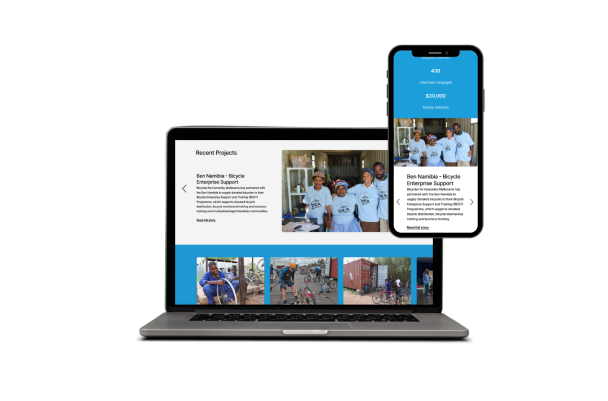 Recent Projects
Ben Namibia - Bicycle
Enterprise Support
Bicycles for Humanity Melbourne has partnered with
the Ben Namibia to supply donated bicycles to their
Bicycle Enterprise Support and Training (BEST)
Programme, which supports donated bicycle
distribution, bicycle mechanical training and business
training work in disadvantaged Namibian communities.
Read full story
439
Volunteers engaged
$30,000
Money Donated
Ben Namibia - Bicycle
Enterprise Support
Bicycles for Humanity Melbourne has
partnered with the Ben Namibia to
supply donated bicycles to their Bicycle
Enterprise Support and Training (BEST)
Programme, which supports donated
bicycle distribution, bicycle mechanical
training and business training.
Read full story